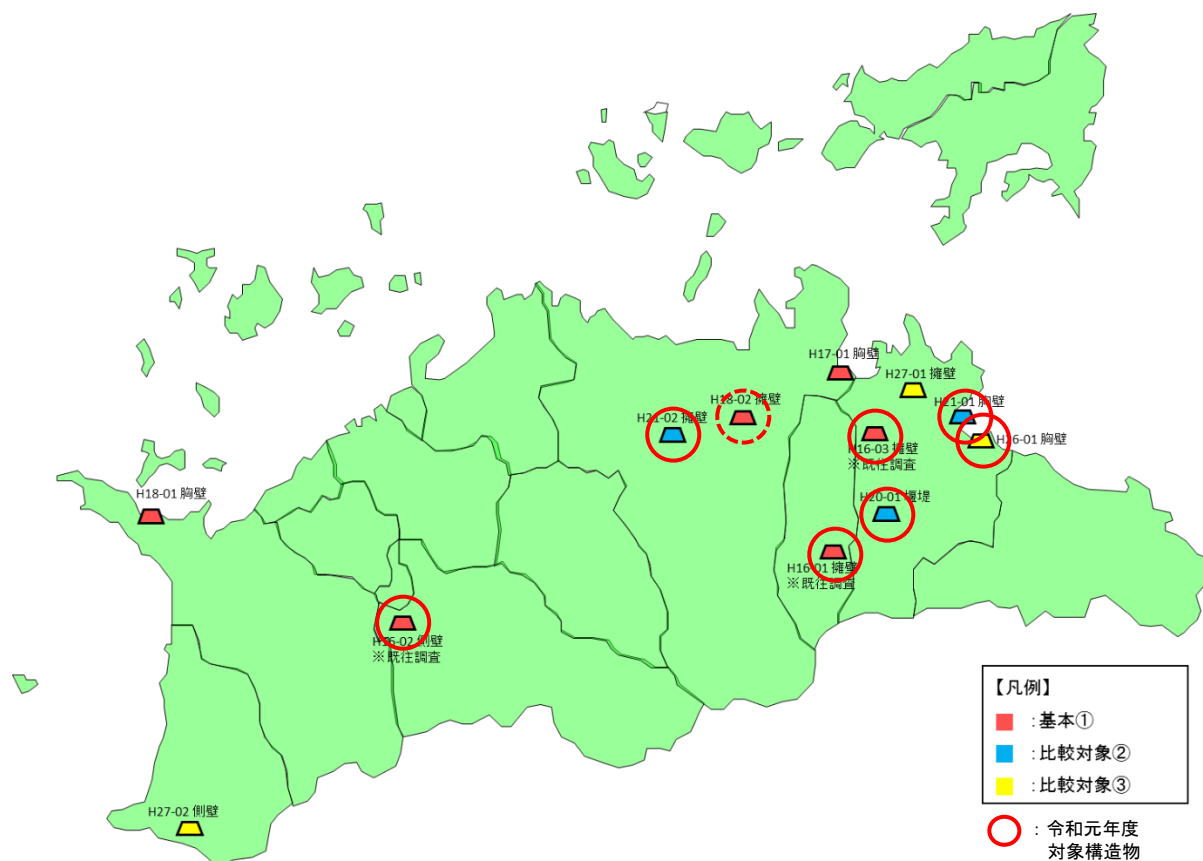 H17-01 胸壁
H27-01 擁壁
H18-02 擁壁
H21-01 胸壁
H21-02 擁壁
H26-01 胸壁
H16-03 擁壁
※既往調査
H20-01 堰堤
H18-01 胸壁
H16-01 擁壁
※既往調査
H16-02 側壁
※既往調査
H27-02 側壁
【凡例】
：基本①
：比較対象②
：比較対象③
：令和元年度
対象構造物